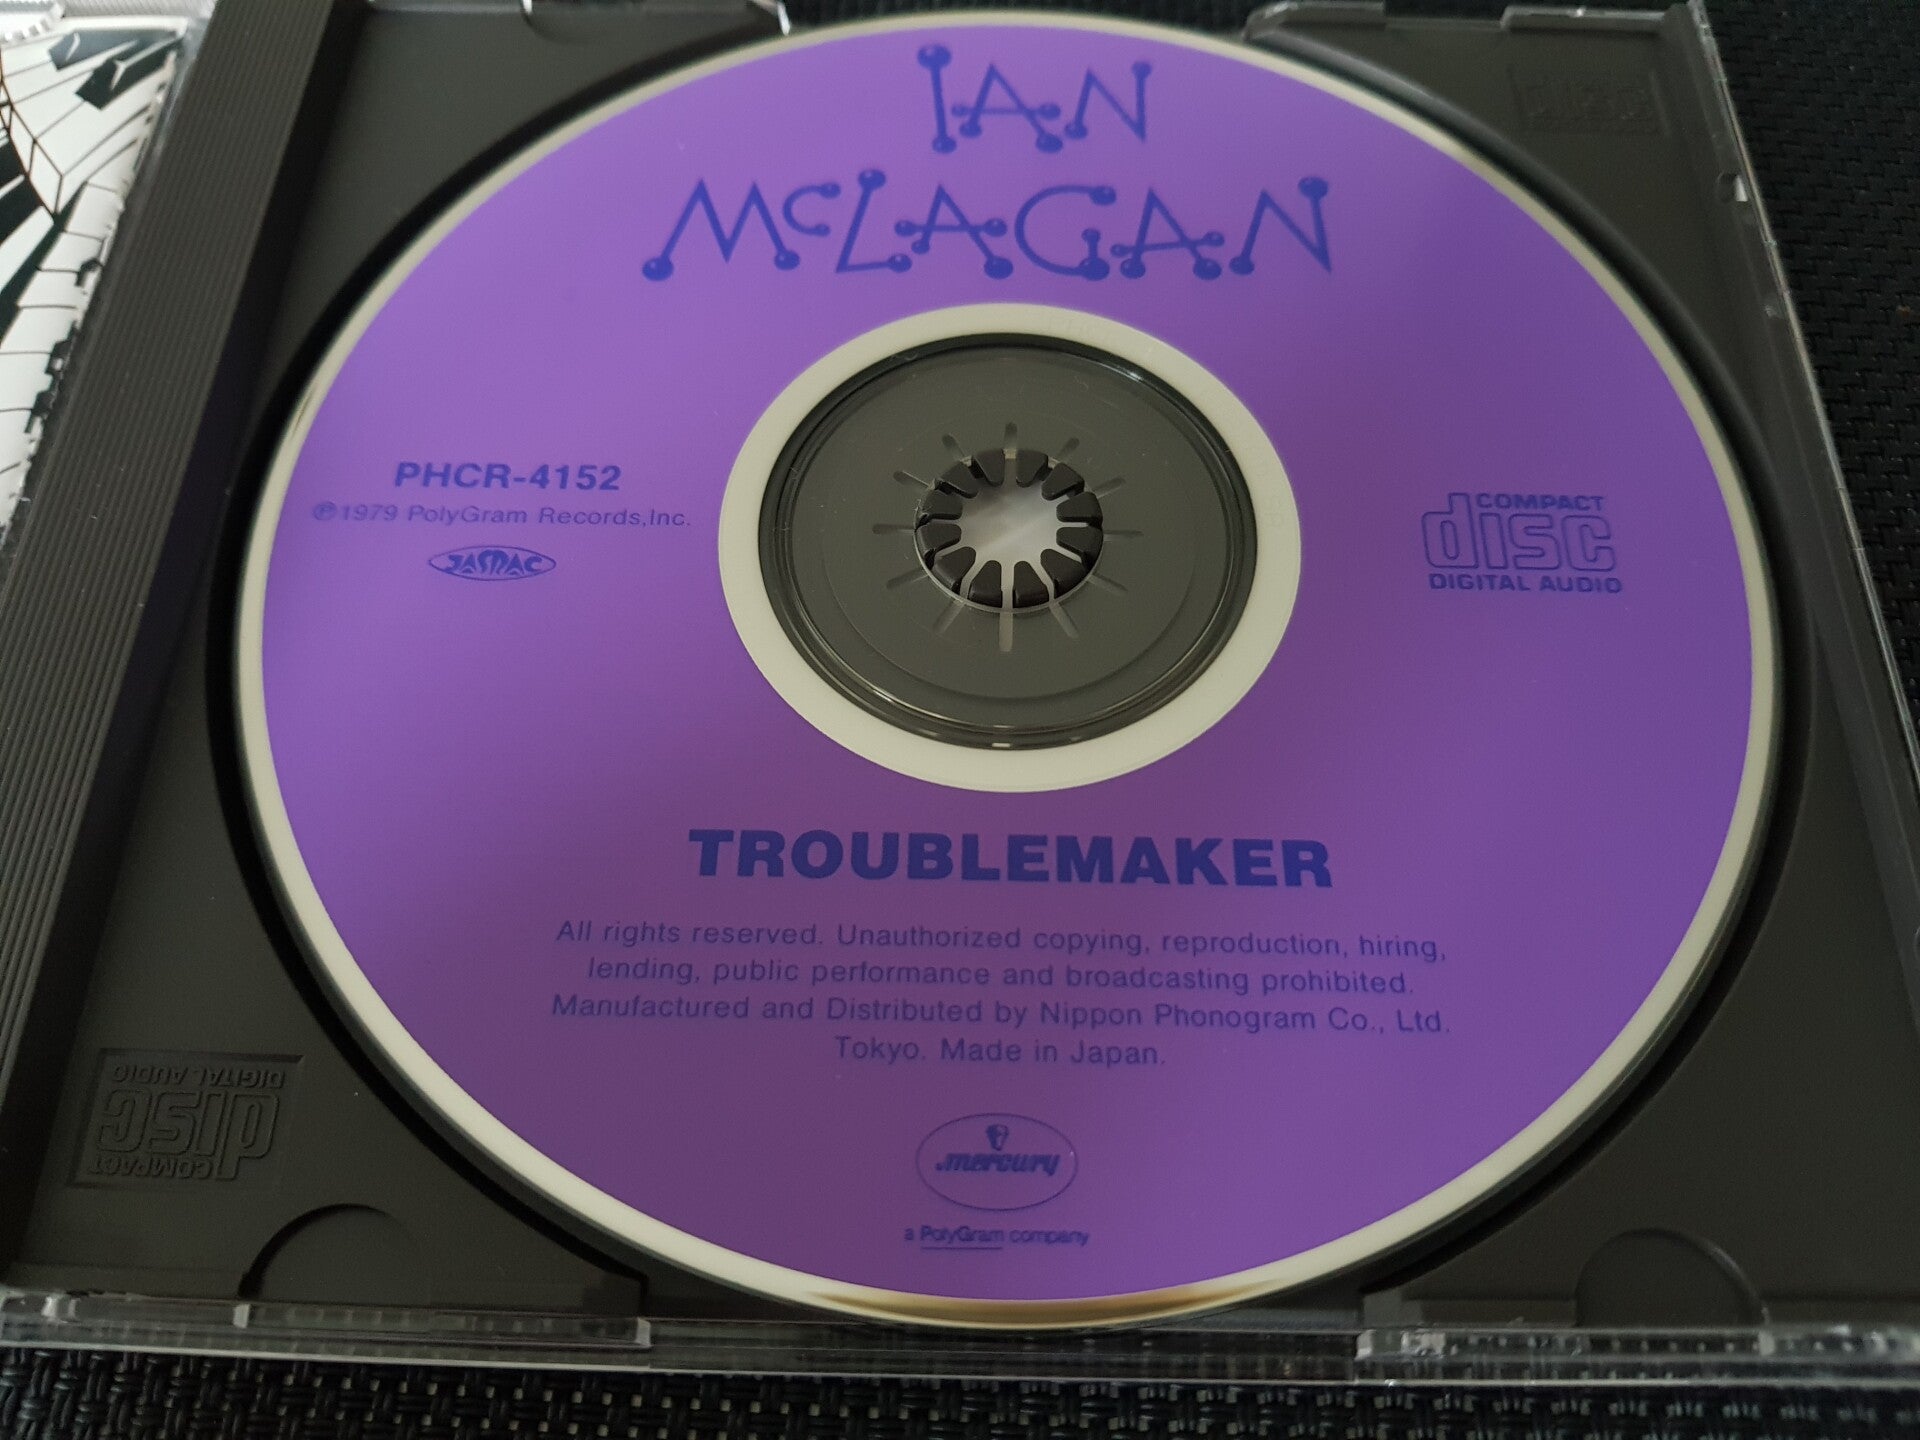 IAN
McLAGAN
PHCR-4152
℗1979 PolyGram Records,Inc.
JASRAC
COMPACT
disc
DIGITAL AUDIO
TROUBLEMAKER
All rights reserved. Unauthorized copying, reproduction, hiring,
lending, public performance and broadcasting prohibited.
Manufactured and Distributed by Nippon Phonogram Co., Ltd.
Tokyo. Made in Japan.
mercury
a PolyGram company
COMPACT
disc
DIGITAL AUDIO
disc